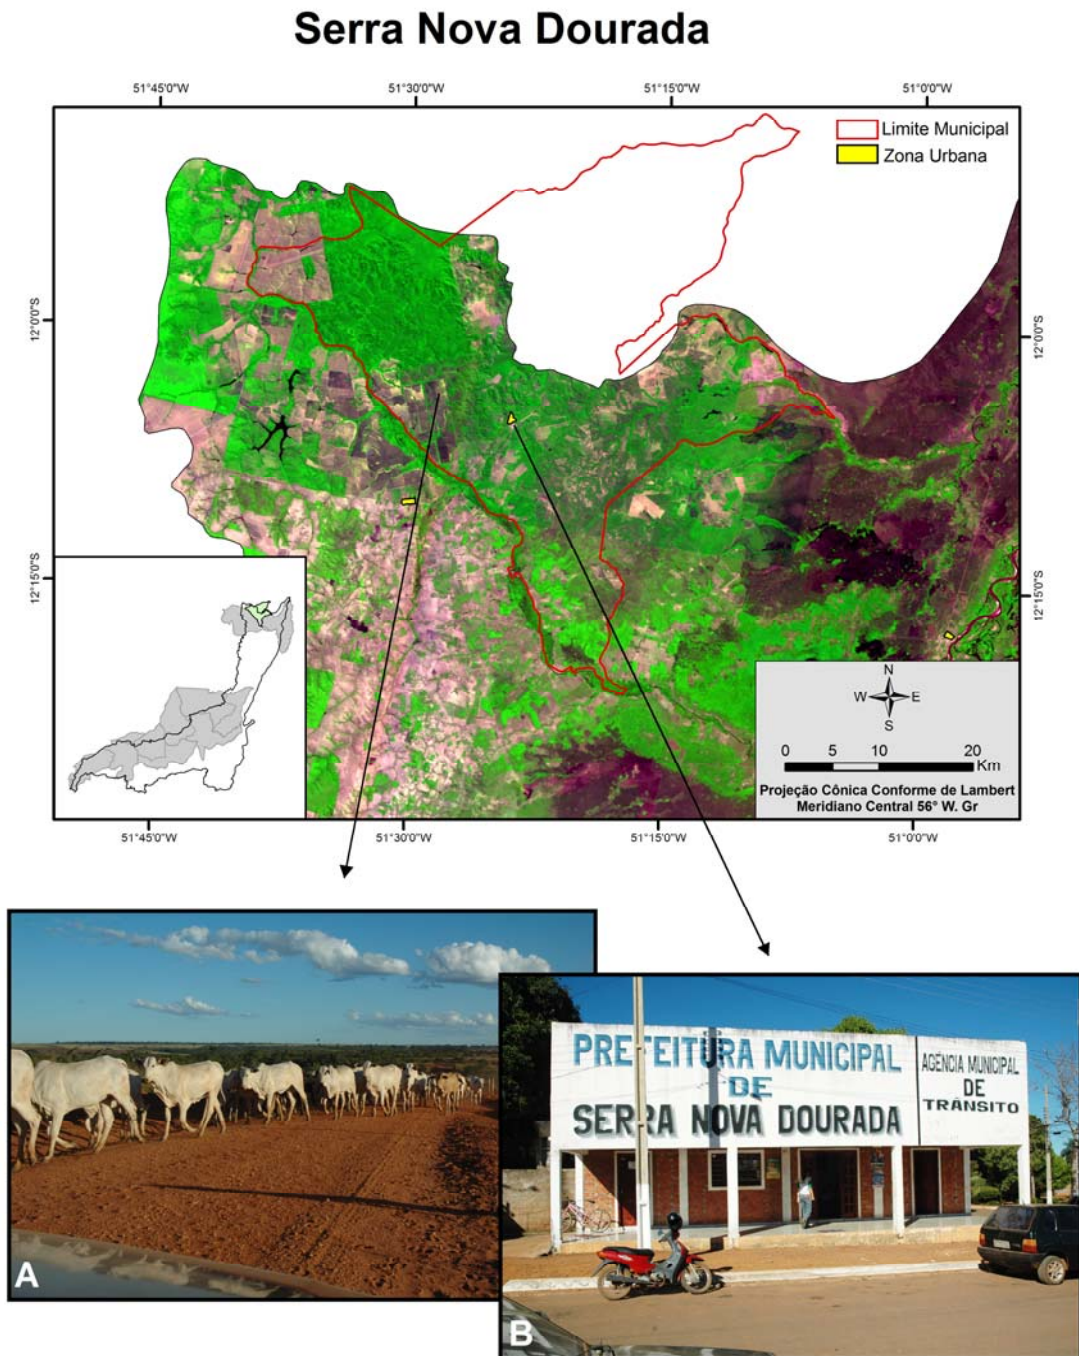 Serra Nova Dourada
51°45'0"W 51°30'0"W 51°15'0"W 51°0'0"W
Limite Municipal
Zona Urbana
12°0'0"S 12°0'0"S
12°15'0"S 12°15'0"S
N
W E
S
0 5 10 20
Km
Projeção Cônica Conforme de Lambert
Meridiano Central 56° W. Gr
51°45'0"W 51°30'0"W 51°15'0"W 51°0'0"W
PREFEITURA MUNICIPAL
DE
SERRA NOVA DOURADA
AGÊNCIA MUNICIPAL
DE
TRÂNSITO
A
B